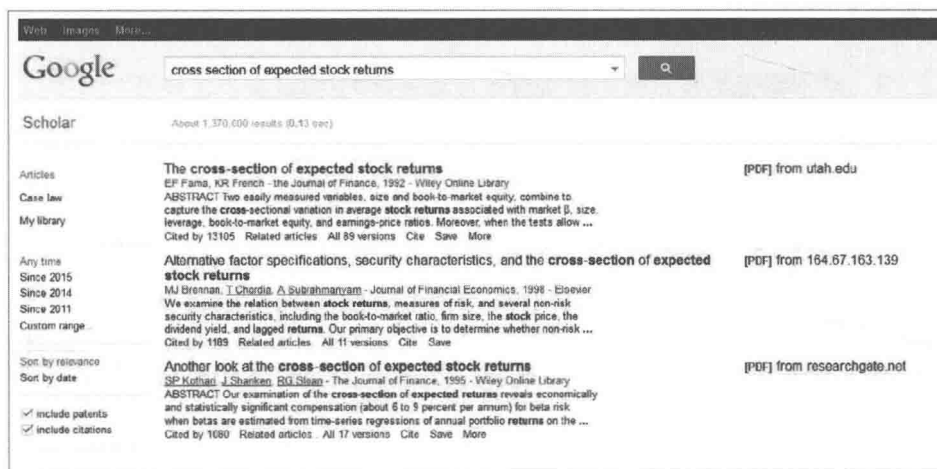 Web Images More...
Google
cross section of expected stock returns
Scholar
About 1,370,000 results (0.13 sec)
Articles
Case law
My library
Any time
Since 2015
Since 2014
Since 2011
Custom range...
Sort by relevance
Sort by date
include patents
include citations
The cross-section of expected stock returns
[PDF] from utah.edu
EF Fama, KR French - the Journal of Finance, 1992 - Wiley Online Library
ABSTRACT Two easily measured variables, size and book-to-market equity, combine to
capture the cross-sectional variation in average stock returns associated with market β, size,
leverage, book-to-market equity, and earnings-price ratios. Moreover, when the tests allow ...
Cited by 13105 Related articles All 89 versions Cite Save More
Alternative factor specifications, security characteristics, and the cross-section of expected
stock returns
[PDF] from 164.67.163.139
MJ Brennan, T Chordia, A Subrahmanyam - Journal of Financial Economics, 1998 - Elsevier
We examine the relation between stock returns, measures of risk, and several non-risk
security characteristics, including the book-to-market ratio, firm size, the stock price, the
dividend yield, and lagged returns. Our primary objective is to determine whether non-risk ...
Cited by 1189 Related articles All 11 versions Cite Save
Another look at the cross-section of expected stock returns
[PDF] from researchgate.net
SP Kothari, J Shanken, RG Sloan - The Journal of Finance, 1995 - Wiley Online Library
ABSTRACT Our examination of the cross-section of expected returns reveals economically
and statistically significant compensation (about 6 to 9 percent per annum) for beta risk
when betas are estimated from time-series regressions of annual portfolio returns on the ...
Cited by 1080 Related articles All 17 versions Cite Save More